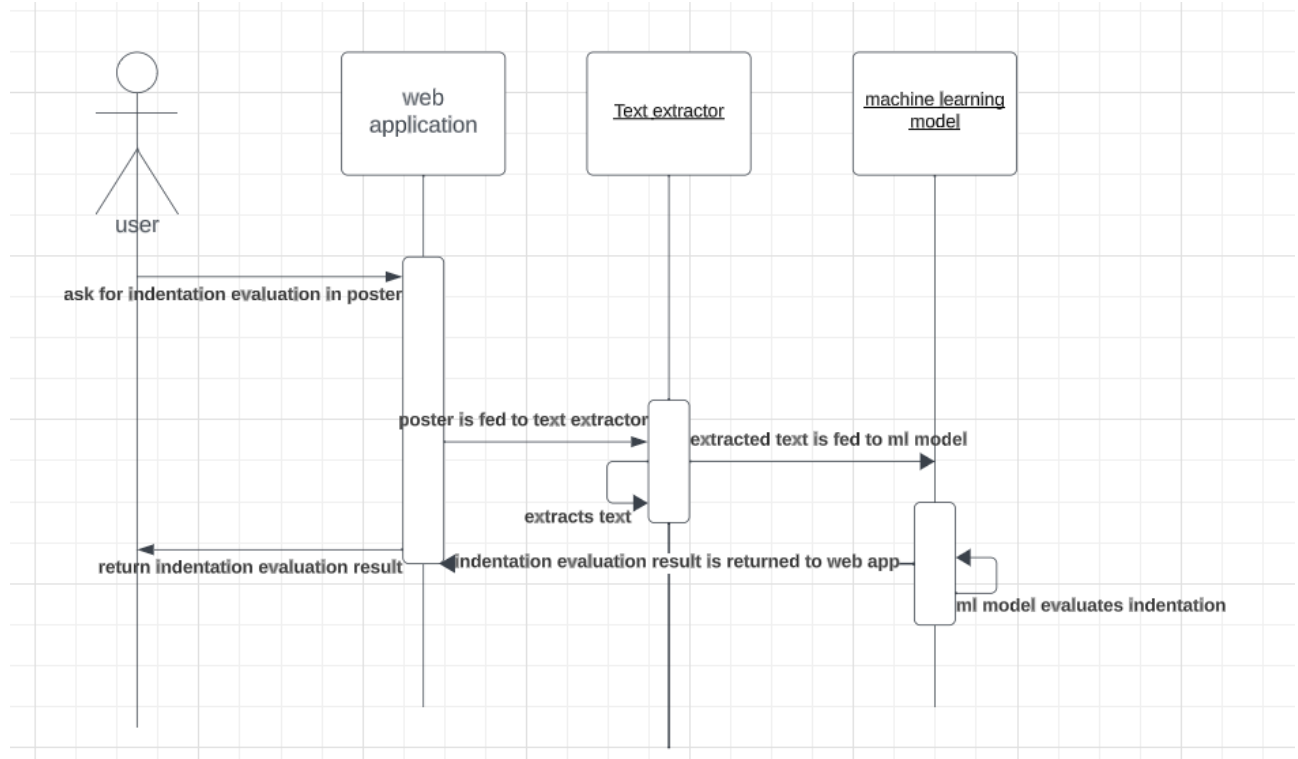 web
application
Text extractor
machine learning
model
user
ask for indentation evaluation in poster
poster is fed to text extractor
extracted text is fed to ml model
extracts text
indentation evaluation result is returned to web app
return indentation evaluation result
ml model evaluates indentation